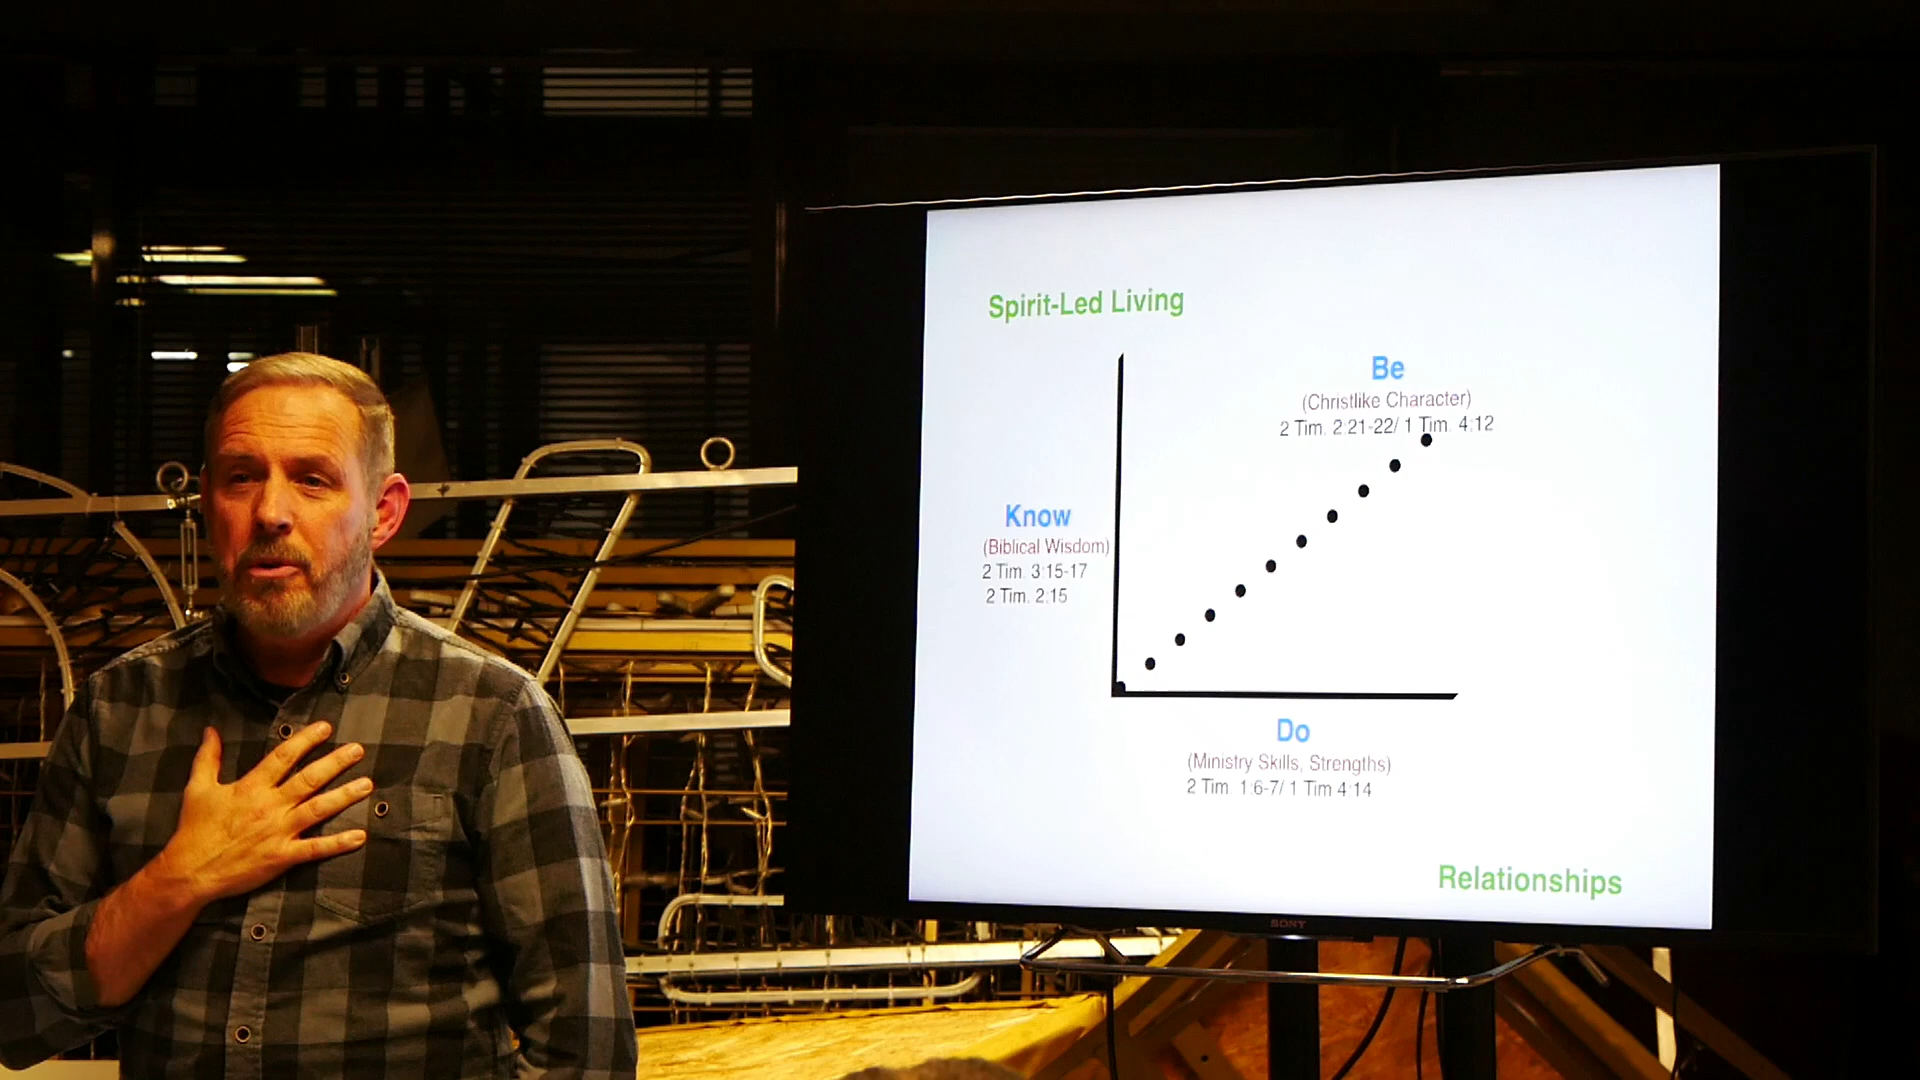 Spirit-Led Living
Be
(Christlike Character)
2 Tim. 2:21-22/ 1 Tim. 4:12
Know
(Biblical Wisdom)
2 Tim. 3:15-17
2 Tim. 2:15
Do
(Ministry Skills, Strengths)
2 Tim. 1:6-7/ 1 Tim 4:14
Relationships
SONY